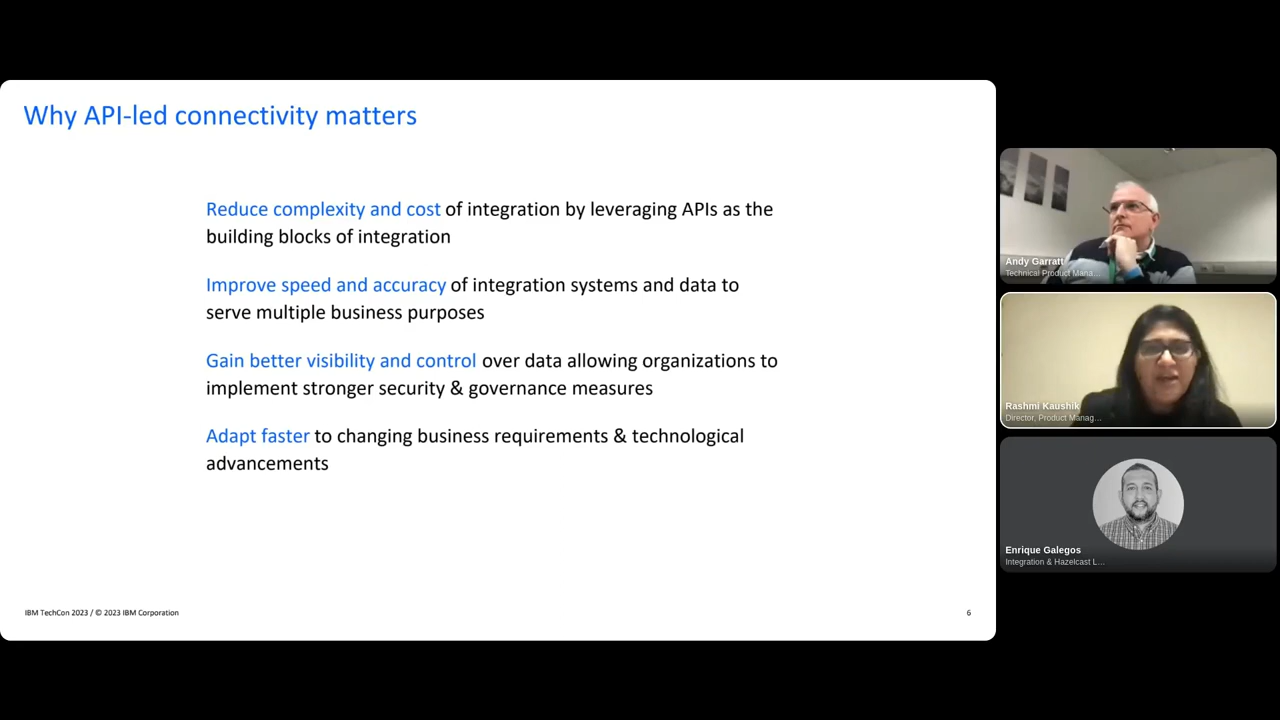 Why API-led connectivity matters
Reduce complexity and cost of integration by leveraging APIs as the
building blocks of integration
Improve speed and accuracy of integration systems and data to
serve multiple business purposes
Gain better visibility and control over data allowing organizations to
implement stronger security & governance measures
Adapt faster to changing business requirements & technological
advancements
IBM TechCon 2023 / © 2023 IBM Corporation
6
Andy Garratt
Technical Product Mana...
Rashmi Kaushik
Director, Product Manag...
Enrique Galegos
Integration & Hazelcast L...